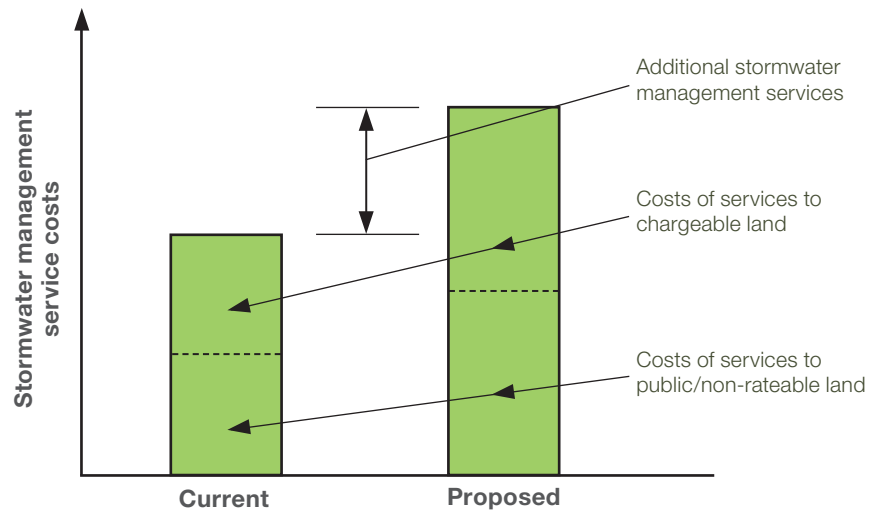 Stormwater management
service costs
Additional stormwater
management services
Costs of services to
chargeable land
Costs of services to
public/non-rateable land
Current
Proposed